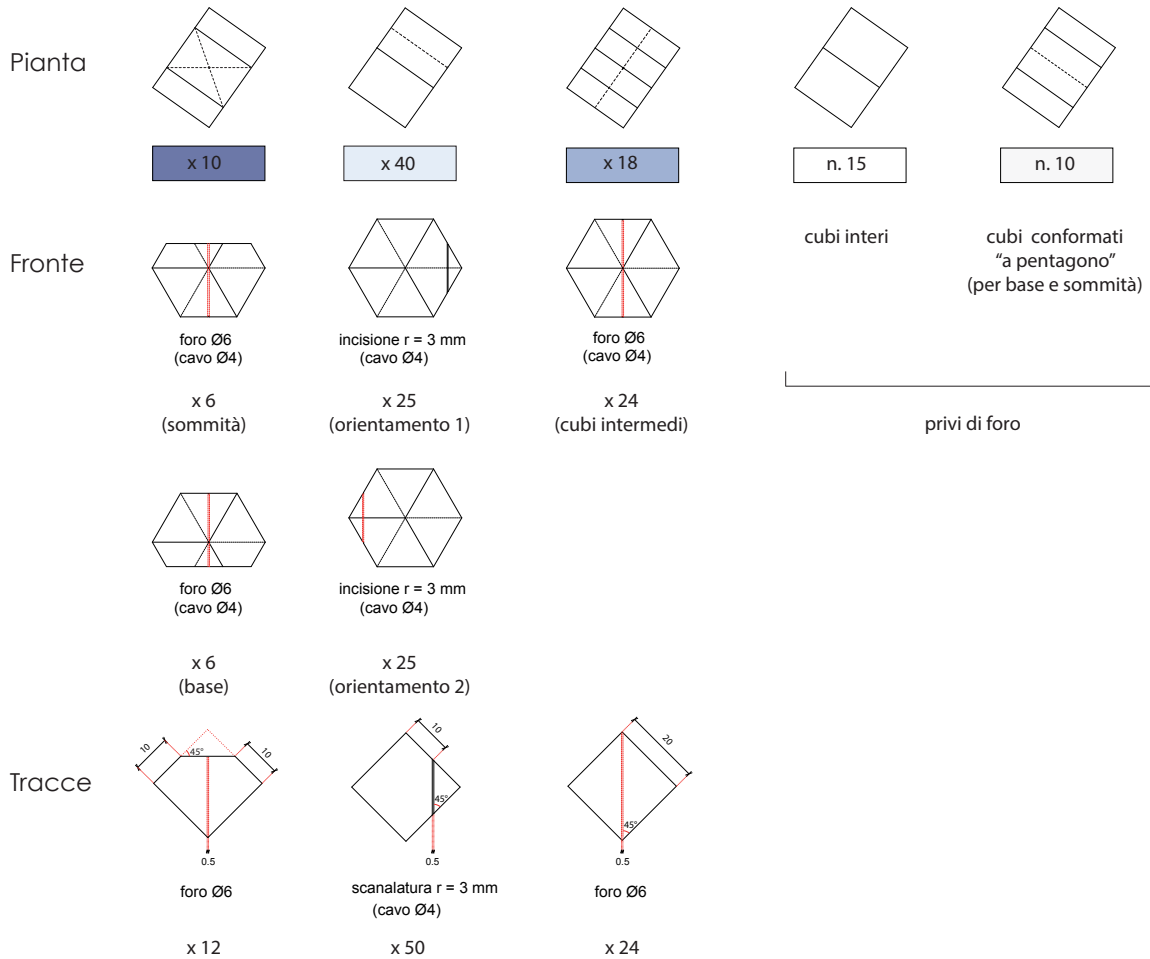 Pianta
x 10
x 40
x 18
n. 15
n. 10
Fronte
foro Ø6
(cavo Ø4)
x 6
(sommità)
incisione r = 3 mm
(cavo Ø4)
x 25
(orientamento 1)
foro Ø6
(cavo Ø4)
x 24
(cubi intermedi)
cubi interi
cubi conformati
"a pentagono"
(per base e sommità)
privi di foro
foro Ø6
(cavo Ø4)
x 6
(base)
incisione r = 3 mm
(cavo Ø4)
x 25
(orientamento 2)
Tracce
10
45°
10
0.5
foro Ø6
x 12
10
45°
0.5
scanalatura r = 3 mm
(cavo Ø4)
x 50
20
45°
0.5
foro Ø6
x 24